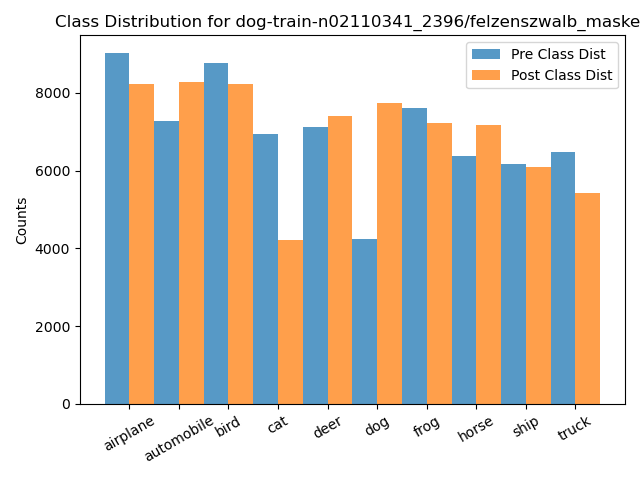 Class Distribution for dog-train-n02110341_2396/felzenszwalb_maske
Pre Class Dist
Post Class Dist
Counts
8000
6000
4000
2000
0
airplane
automobile
bird
cat
deer
dog
frog
horse
ship
truck